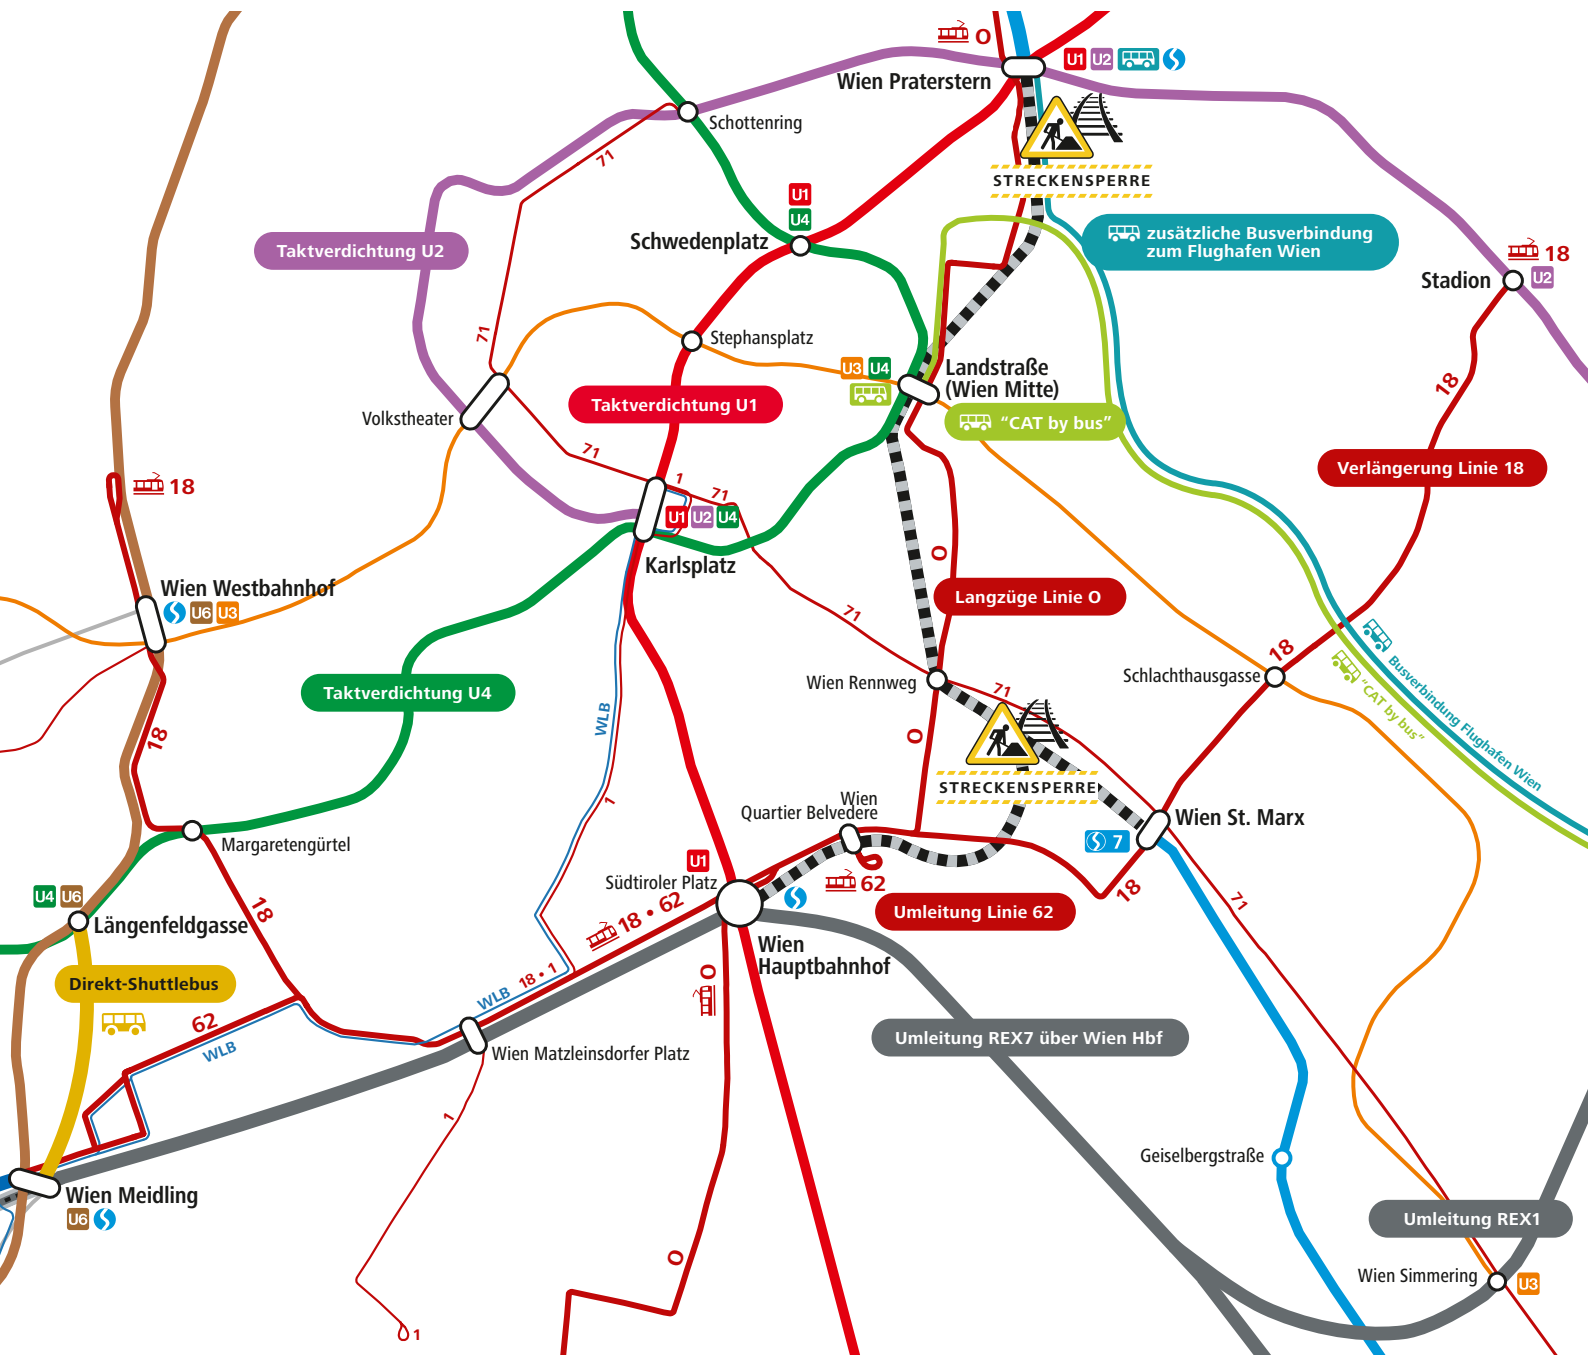 O
Wien Praterstern
U1 U2
Schottenring
71
STRECKENSPERRE
U1
U4
Schwedenplatz
Taktverdichtung U2
zusätzliche Busverbindung
zum Flughafen Wien
18
U2
Stadion
71
Stephansplatz
U3 U4
Landstraße
(Wien Mitte)
18
Taktverdichtung U1
Volkstheater
"CAT by bus"
71
Verlängerung Linie 18
18
1
71
U1 U2 U4
Karlsplatz
O
Wien Westbahnhof
U6 U3
Langzüge Linie O
71
18
Busverbindung Flughafen Wien
"CAT by bus"
Schlachthausgasse
Wien Rennweg
71
Taktverdichtung U4
WLB
O
18
STRECKENSPERRE
1
Wien
Quartier Belvedere
Wien St. Marx
7
Margaretengürtel
U1
Südtiroler Platz
62
18
U4 U6
Längenfeldgasse
18
18 • 62
Umleitung Linie 62
71
Wien
Hauptbahnhof
Direkt-Shuttlebus
18 • 1
WLB
O
62
WLB
Wien Matzleinsdorfer Platz
Umleitung REX7 über Wien Hbf
1
Geiselbergstraße
Wien Meidling
U6
Umleitung REX1
O
Wien Simmering
U3
1